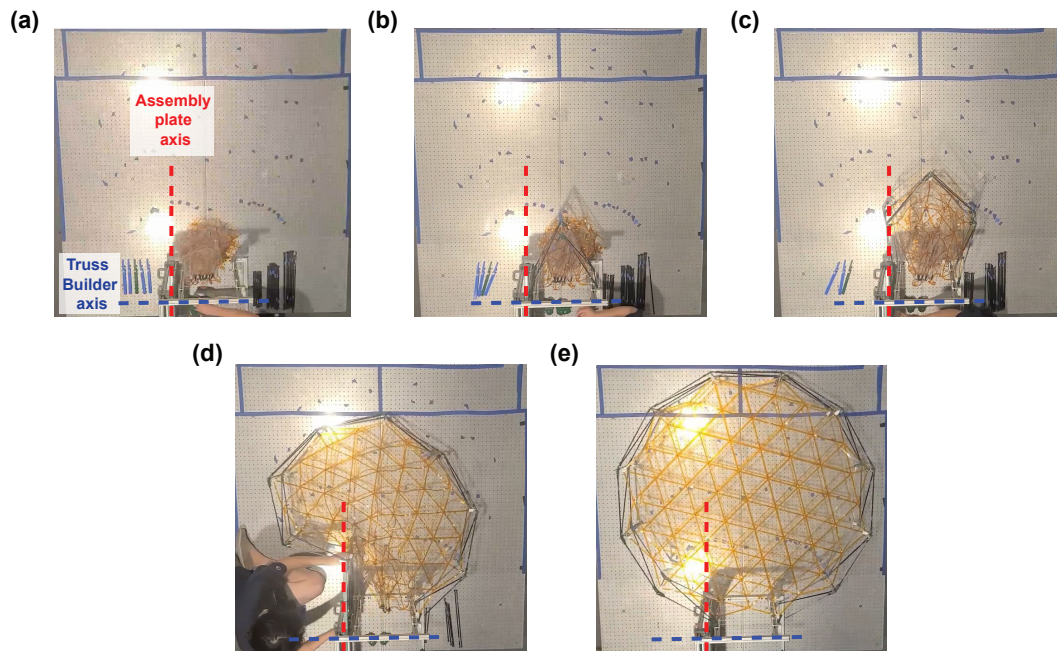 (a)
(b)
(c)
Assembly
plate
axis
Truss
Builder
axis
(d)
(e)